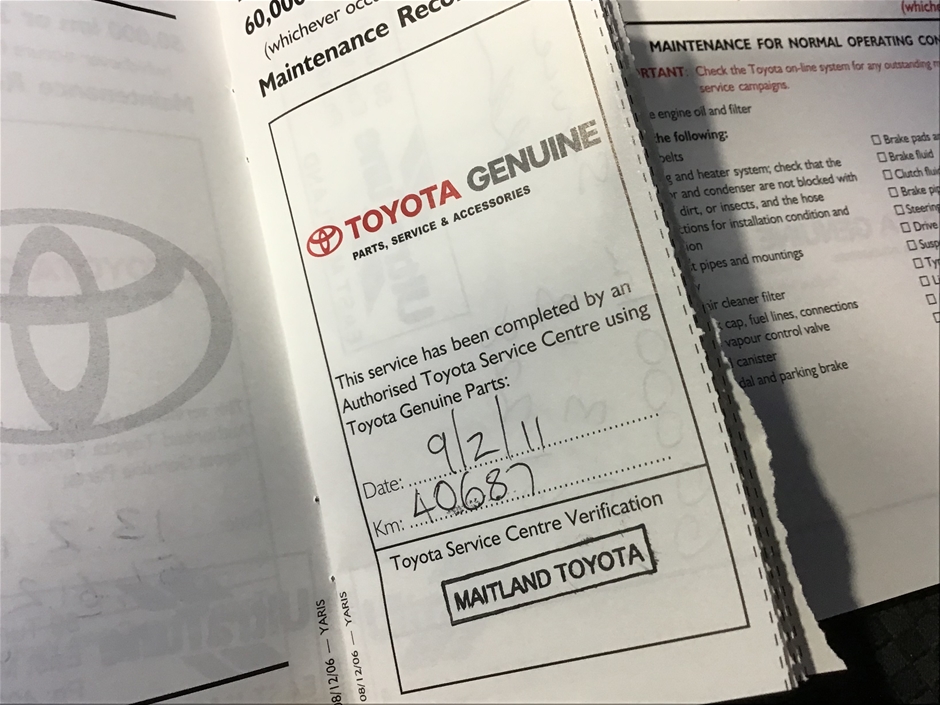 60,000
(whichever occ
Maintenance Reco
TOYOTA GENUINE
PARTS, SERVICE & ACCESSORIES
This service has been completed by an
Authorised Toyota Service Centre using
Toyota Genuine Parts:
Date: 9/2/11
Km: 40687
Toyota Service Centre Verification
MAITLAND TOYOTA
08/12/06 — YARIS
08/12/06 — YARIS
(whiche
MAINTENANCE FOR NORMAL OPERATING CON
RTANT: Check the Toyota on-line system for any outstanding
service campaigns.
e engine oil and filter
he following:
belts
g and heater system; check that the
r and condenser are not blocked with
dirt, or insects, and the hose
ctions for installation condition and
ion
t pipes and mountings
air cleaner filter
cap, fuel lines, connections
vapour control valve
canister
dal and parking brake
Brake pads a
Brake fluid
Clutch flui
Brake pip
Steering
Drive
Susp
Ty